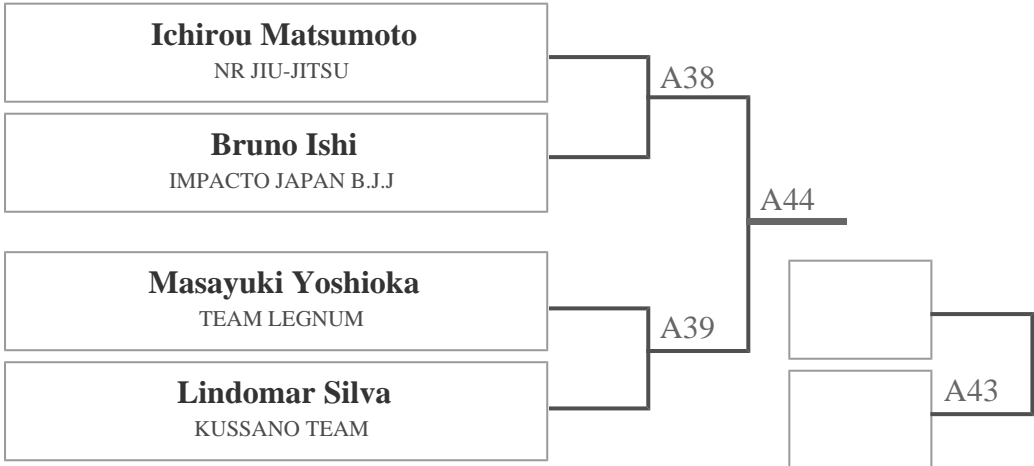 Ichirou Matsumoto
NR JIU-JITSU
A38
Bruno Ishi
IMPACTO JAPAN B.J.J
A44
Masayuki Yoshioka
TEAM LEGNUM
A39
Lindomar Silva
KUSSANO TEAM
A43